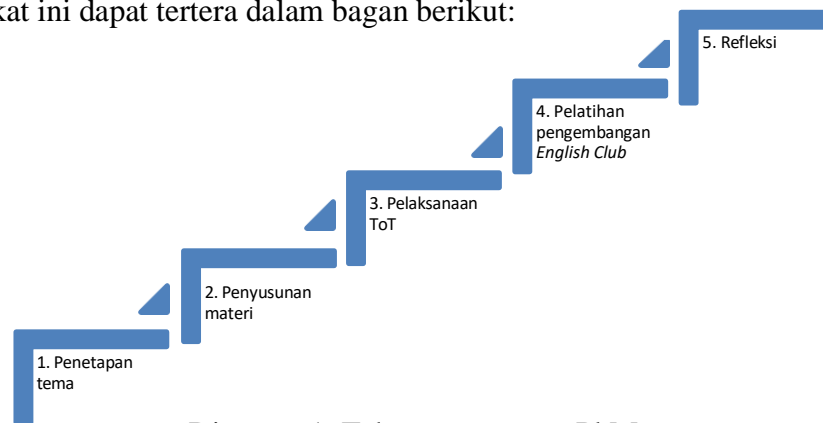 ini dapat tertera dalam bagan berikut:
5. Refleksi
4. Pelatihan
pengembangan
English Club
3. Pelaksanaan
ToT
2. Penyusunan
materi
1. Penetapan
tema